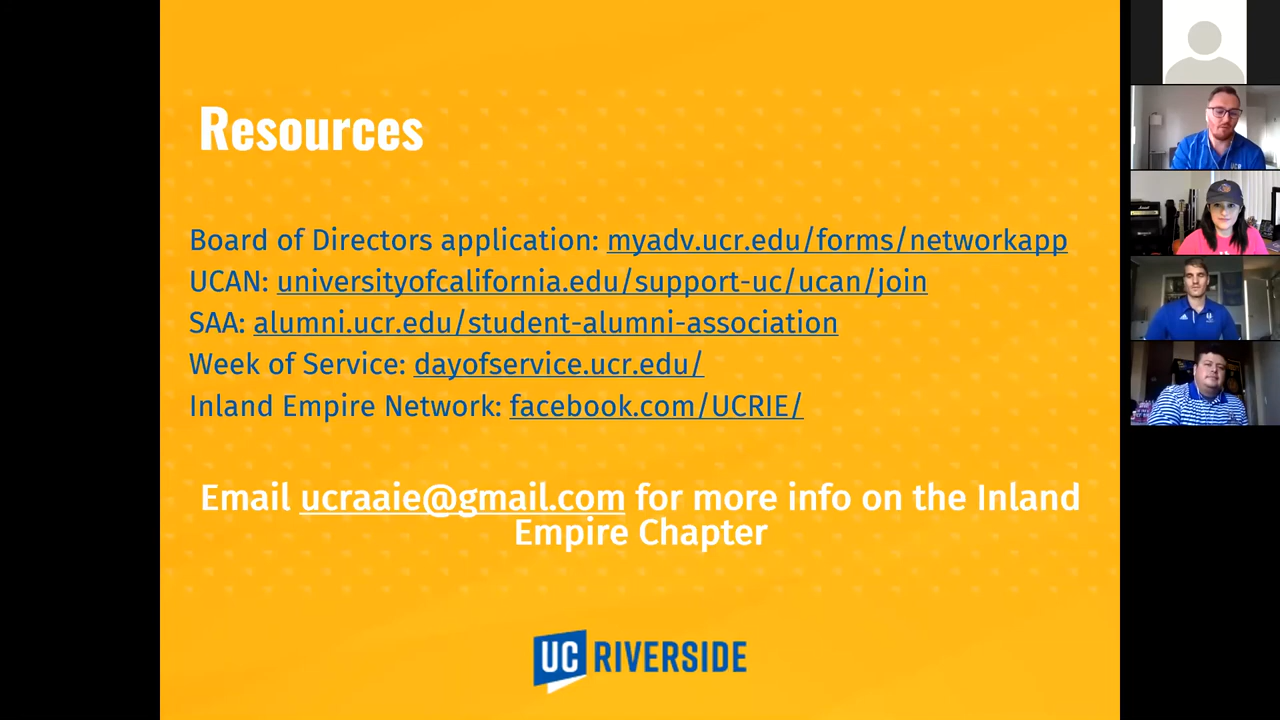 Resources
Board of Directors application: myadv.ucr.edu/forms/networkapp
UCAN: universityofcalifornia.edu/support-uc/ucan/join
SAA: alumni.ucr.edu/student-alumni-association
Week of Service: dayofservice.ucr.edu/
Inland Empire Network: facebook.com/UCRIE/
Email ucraaie@gmail.com for more info on the Inland
Empire Chapter
UC RIVERSIDE
UCR